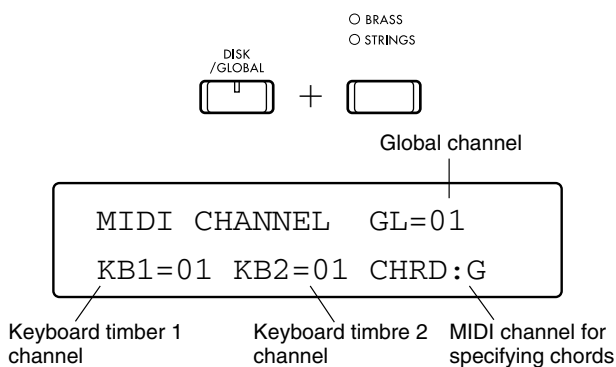 BRASS
STRINGS
DISK
/GLOBAL
+
Global channel
MIDI CHANNEL GL=01
KB1=01 KB2=01 CHRD:G
Keyboard timber 1
channel
Keyboard timbre 2
channel
MIDI channel for
specifying chords